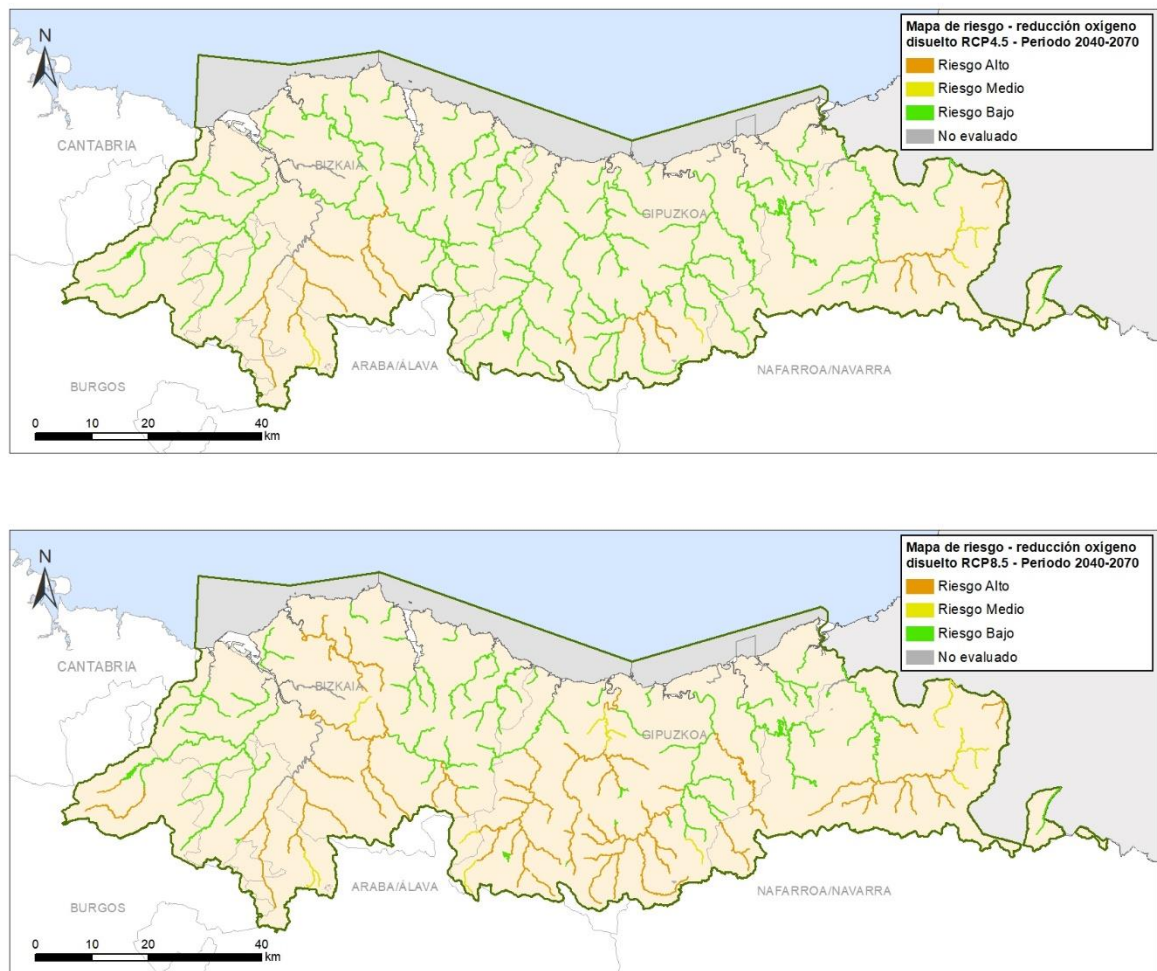 Mapa de riesgo - reducción oxígeno
disuelto RCP4.5 - Periodo 2040-2070
Riesgo Alto
Riesgo Medio
Riesgo Bajo
No evaluado
N
CANTABRIA
BIZKAIA
GIPUZKOA
ARABA/ÁLAVA
NAFARROA/NAVARRA
BURGOS
0 10 20 40
km
Mapa de riesgo - reducción oxígeno
disuelto RCP8.5 - Periodo 2040-2070
Riesgo Alto
Riesgo Medio
Riesgo Bajo
No evaluado
N
CANTABRIA
BIZKAIA
GIPUZKOA
ARABA/ÁLAVA
NAFARROA/NAVARRA
BURGOS
0 10 20 40
km